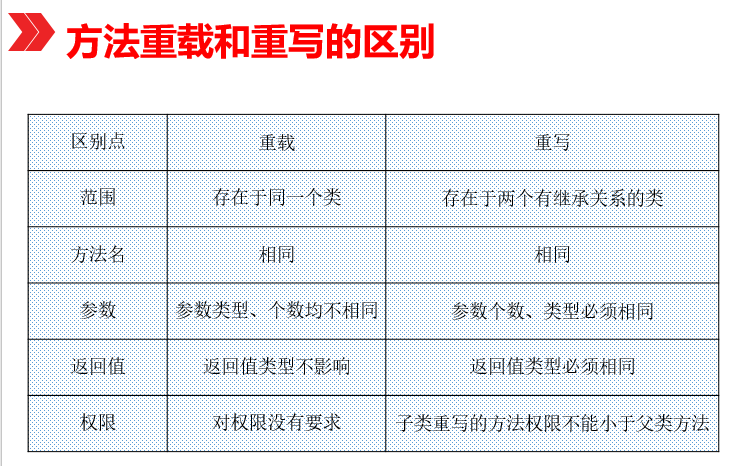 方法重载和重写的区别
区别点 重载 重写
范围 存在于同一个类 存在于两个有继承关系的类
方法名 相同 相同
参数 参数类型、个数均不相同 参数个数、类型必须相同
返回值 返回值类型不影响 返回值类型必须相同
权限 对权限没有要求 子类重写的方法权限不能小于父类方法